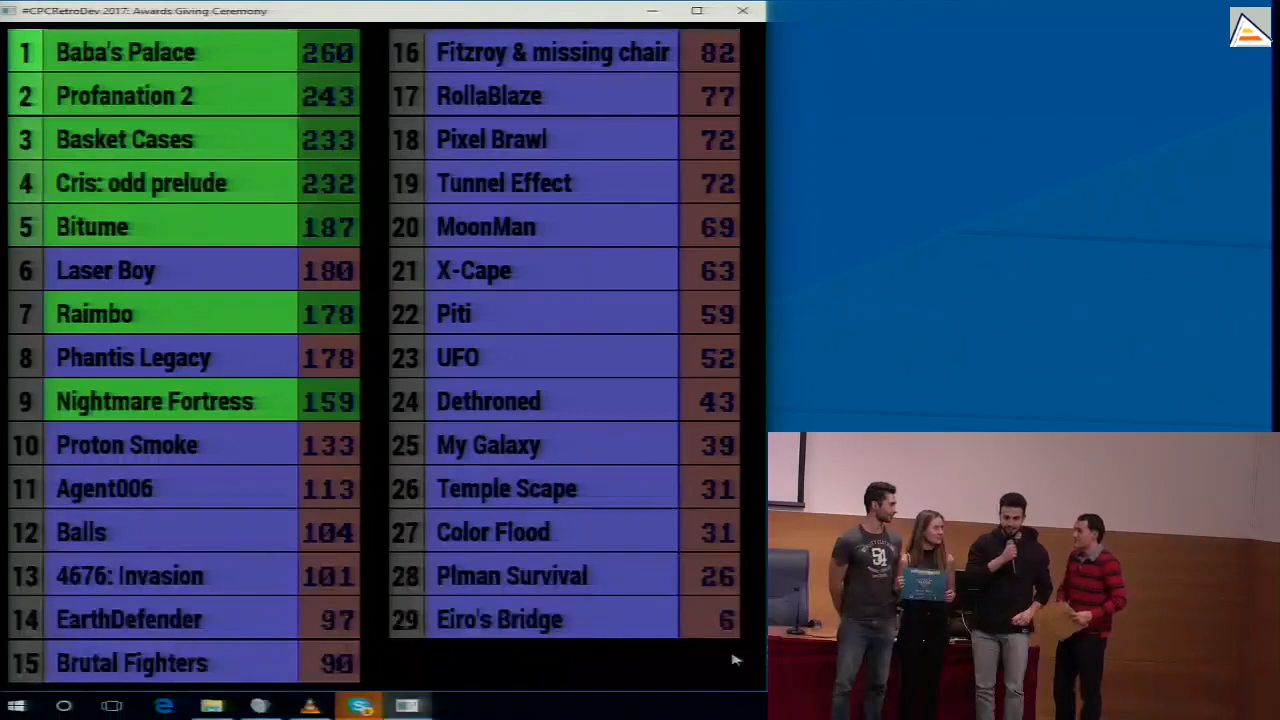 #CPCRetroDev 2017: Awards Giving Ceremony
1 Baba's Palace 260
2 Profanation 2 243
3 Basket Cases 233
4 Cris: odd prelude 232
5 Bitume 187
6 Laser Boy 180
7 Raimbo 178
8 Phantis Legacy 178
9 Nightmare Fortress 159
10 Proton Smoke 133
11 Agent006 113
12 Balls 104
13 4676: Invasion 101
14 EarthDefender 97
15 Brutal Fighters 90
16 Fitzroy & missing chair 82
17 RollaBlaze 77
18 Pixel Brawl 72
19 Tunnel Effect 72
20 MoonMan 69
21 X-Cape 63
22 Piti 59
23 UFO 52
24 Dethroned 43
25 My Galaxy 39
26 Temple Scape 31
27 Color Flood 31
28 Plman Survival 26
29 Eiro's Bridge 6